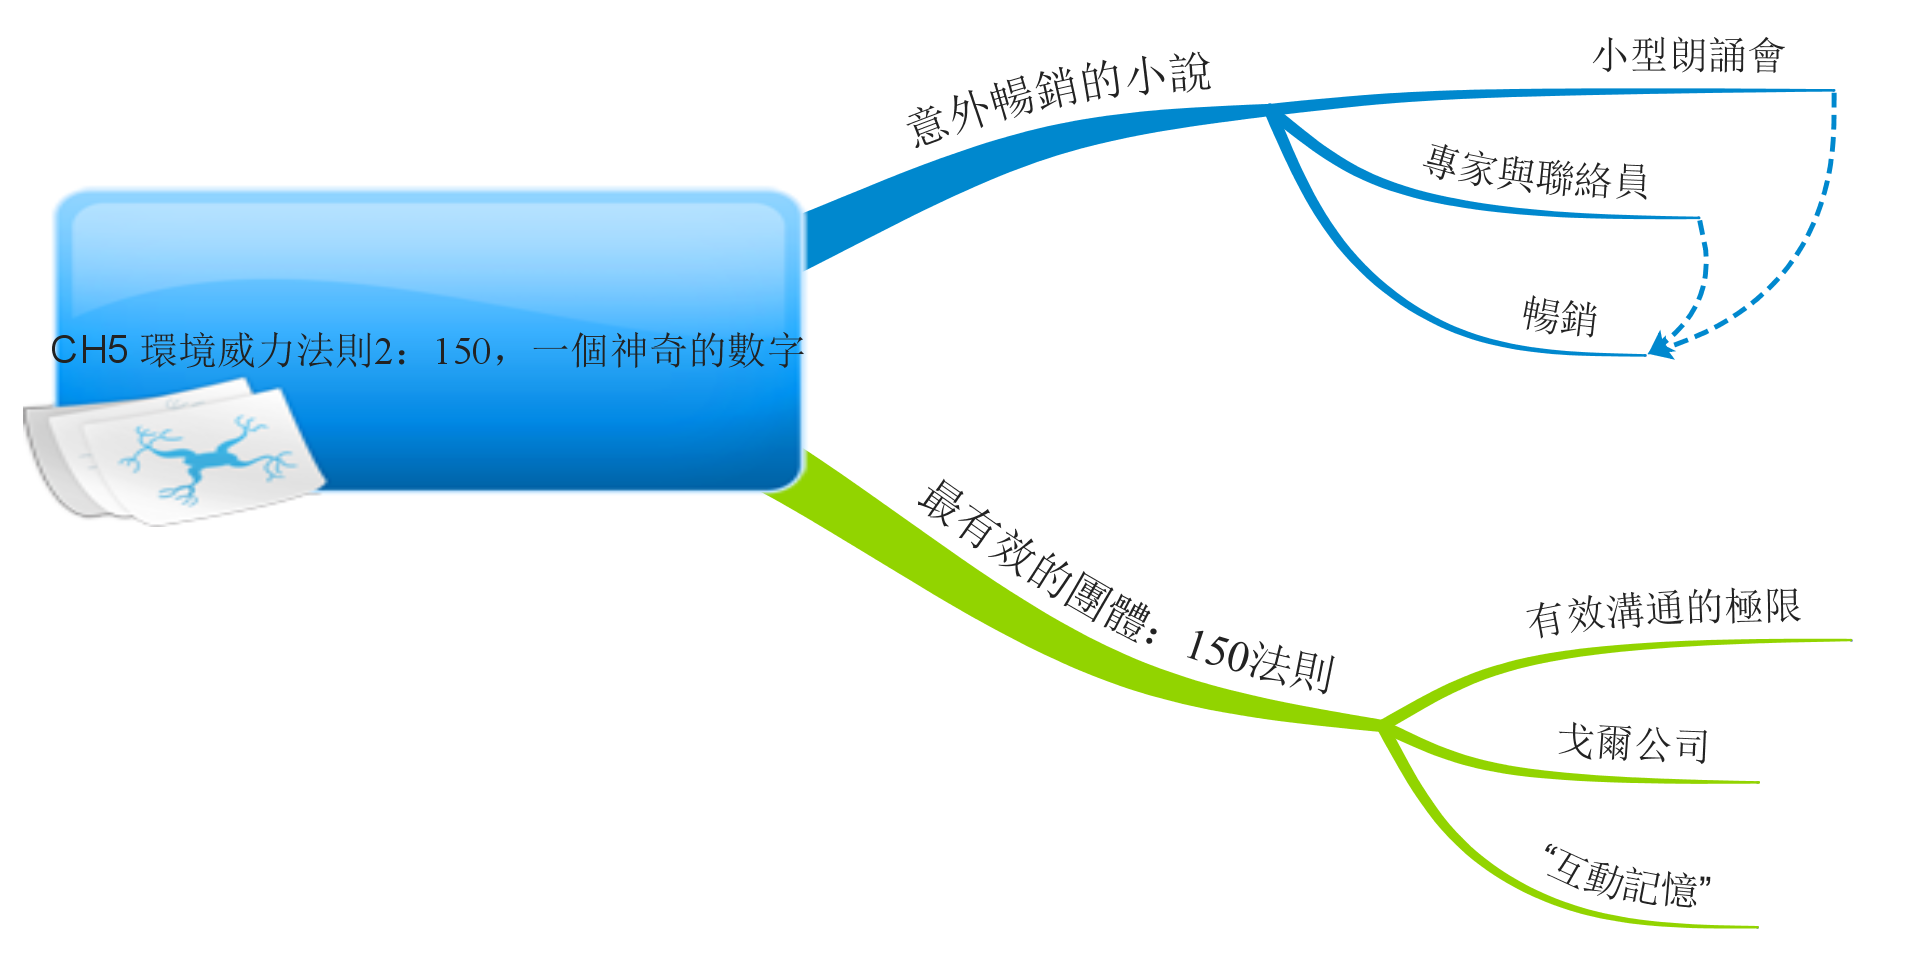 意外暢銷的小說
小型朗誦會
專家與聯絡員
暢銷
CH5 環境威力法則2：150，一個神奇的數字
最有效的團體：150法則
有效溝通的極限
戈爾公司
“互動記憶”